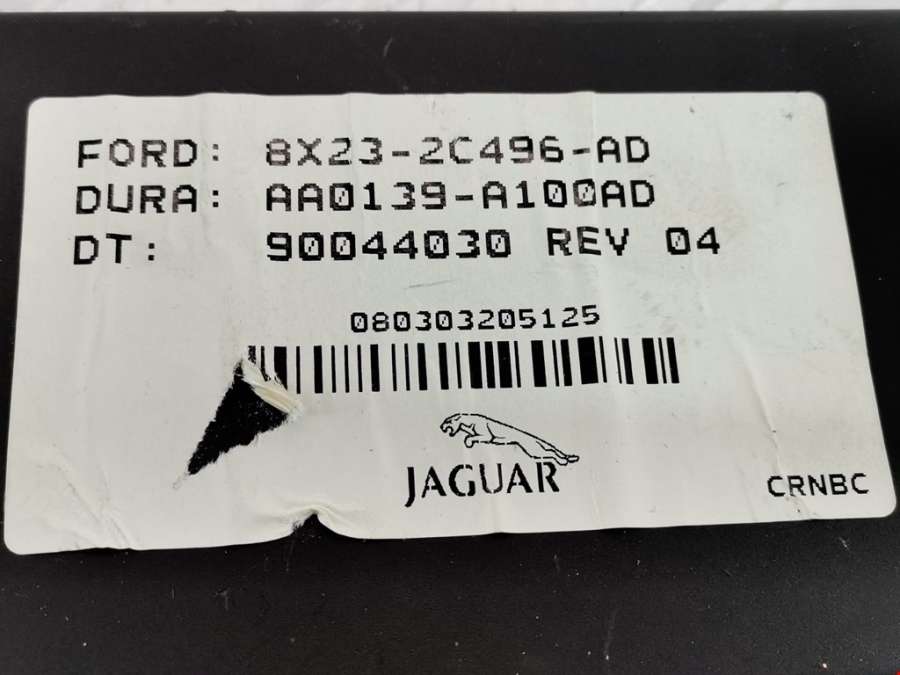 FORD: 8X23-2C496-AD
DURA: AA0139-A100AD
DT: 90044030 REV 04
080303205125
JAGUAR
CRNBC